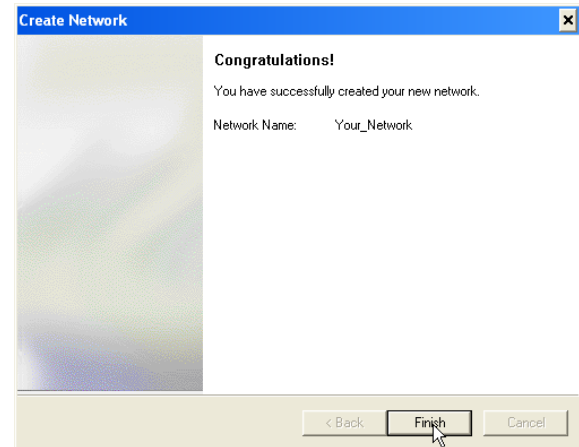 Create Network
Congratulations!
You have successfully created your new network.
Network Name: Your_Network
< Back Finish Cancel